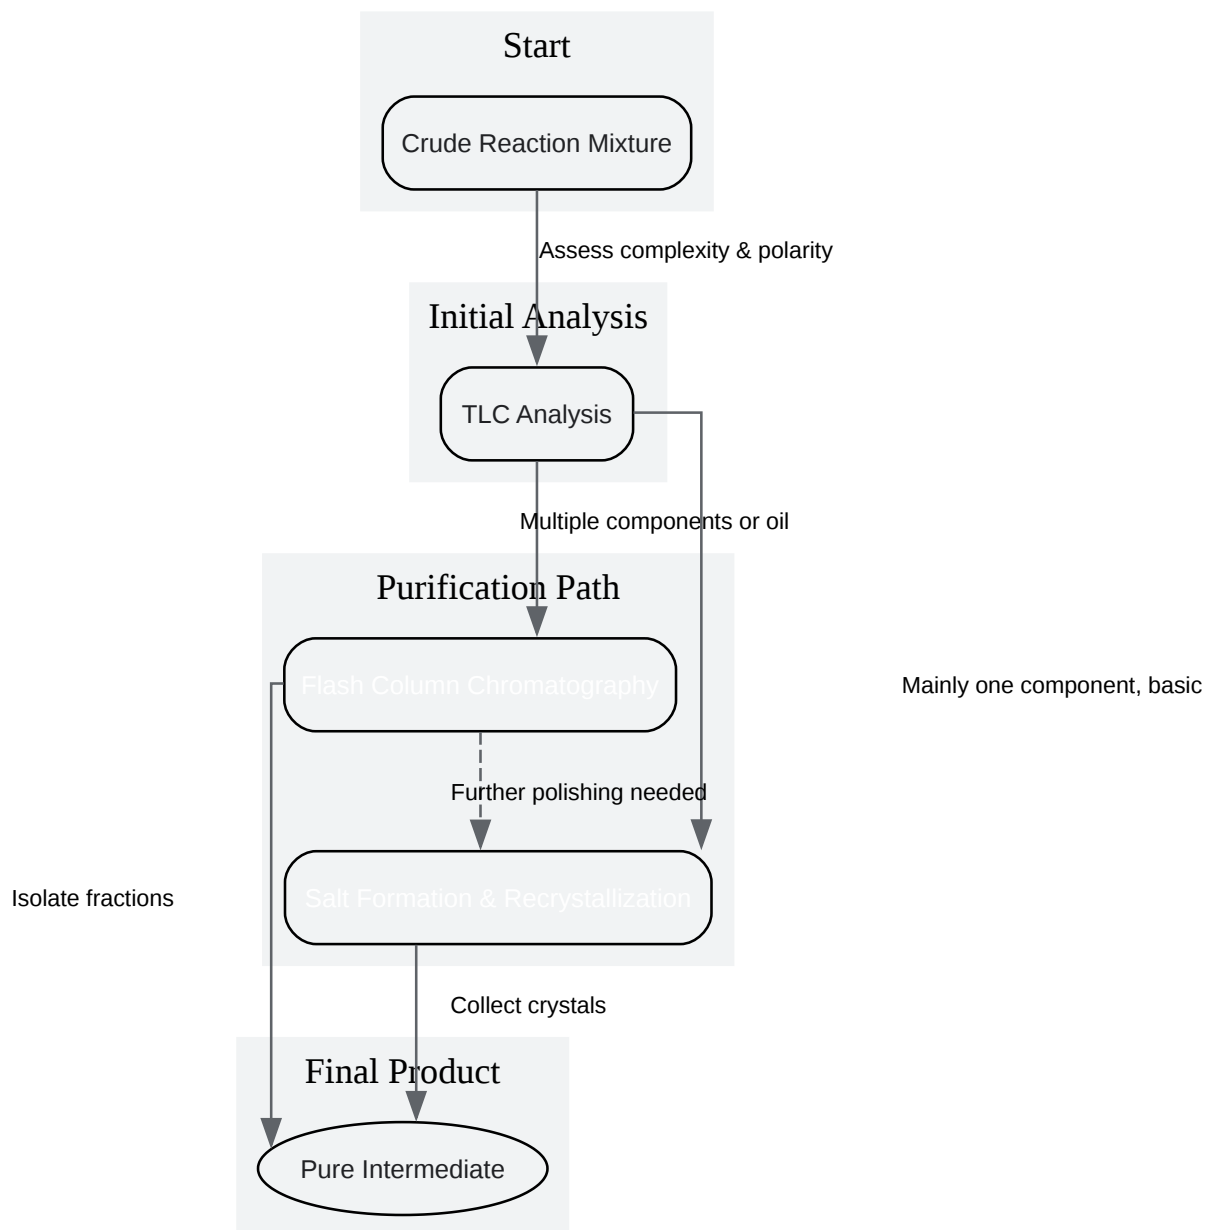 Start
Crude Reaction Mixture
Assess complexity & polarity
Initial Analysis
TLC Analysis
Multiple components or oil
Purification Path
Flash Column Chromatography
Mainly one component, basic
Further polishing needed
Salt Formation & Recrystallization
Isolate fractions
Collect crystals
Final Product
Pure Intermediate